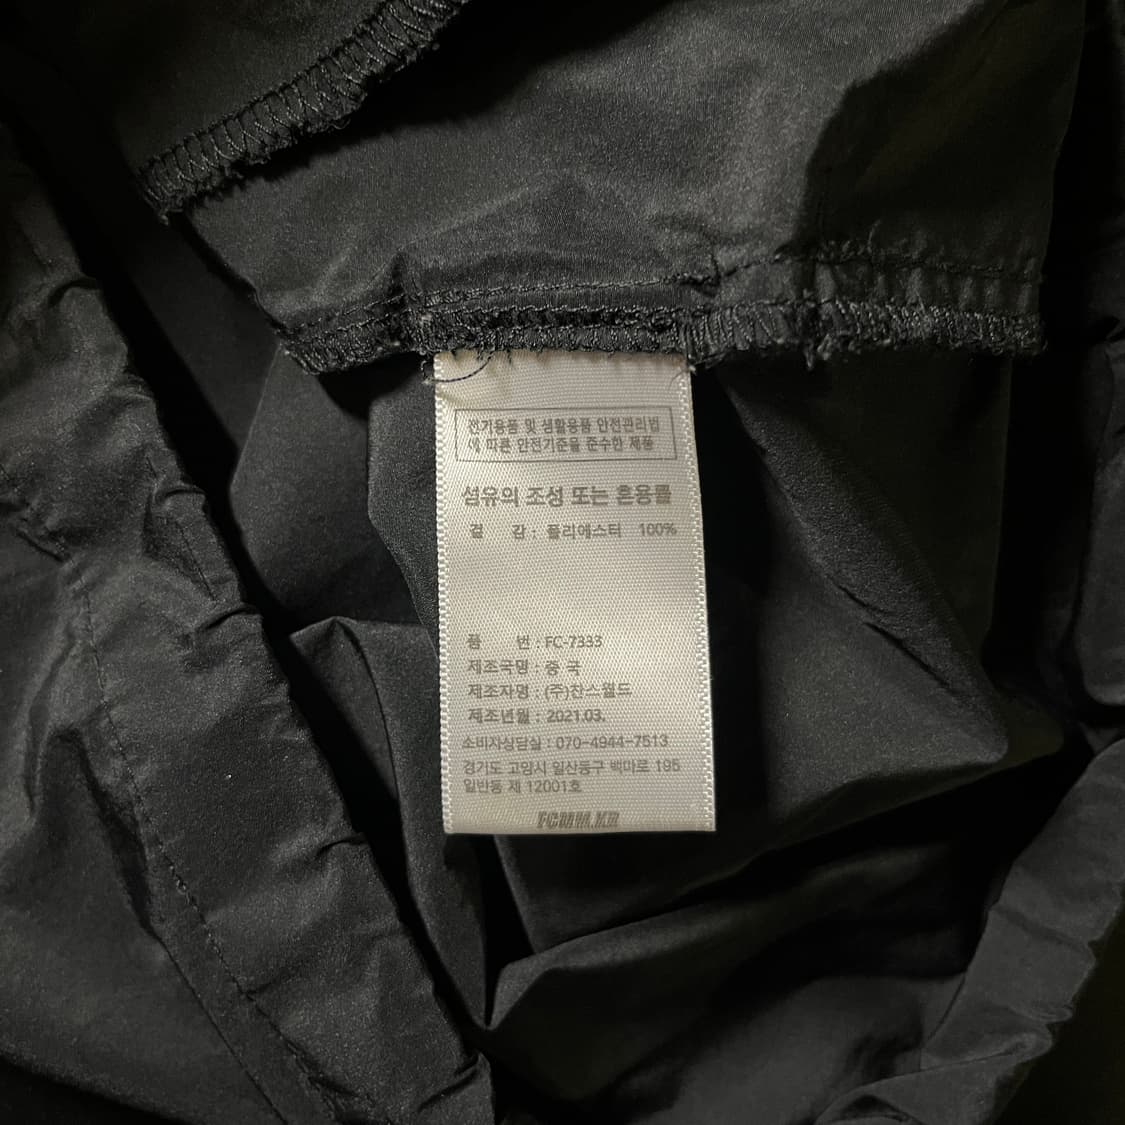 전기용품 및 생활용품 안전관리법
에 따른 안전기준을 준수한 제품
섬유의 조성 또는 혼용률
겉 감 : 폴리에스터 100%
품 번 : FC-7333
제조국명 : 중 국
제조자명 : (주)찬스월드
제조년월 : 2021.03.
소비자상담실 : 070-4944-7513
경기도 고양시 일산동구 백마로 195
일반동 제 12001호
FCMM.KR